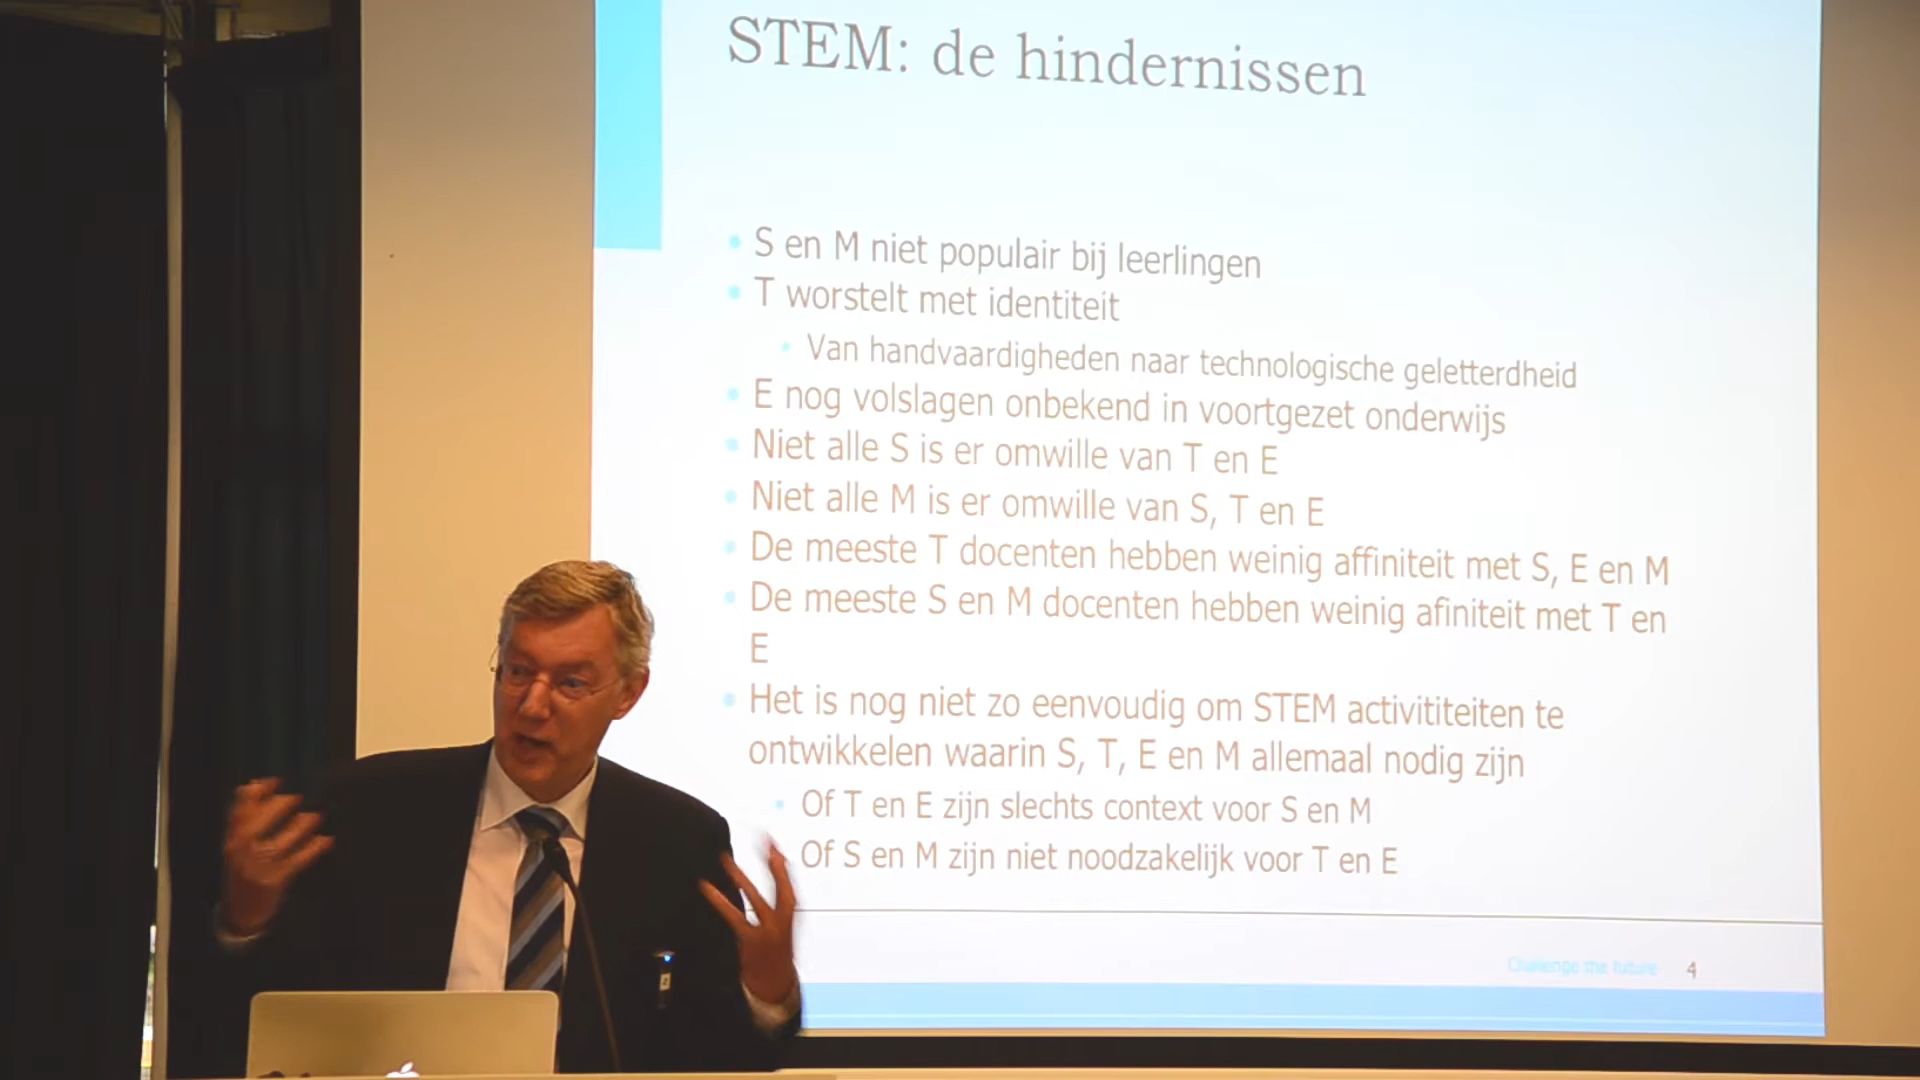 STEM: de hindernissen
S en M niet populair bij leerlingen
T worstelt met identiteit
Van handvaardigheden naar technologische geletterdheid
E nog volslagen onbekend in voortgezet onderwijs
Niet alle S is er omwille van T en E
Niet alle M is er omwille van S, T en E
De meeste T docenten hebben weinig affiniteit met S, E en M
De meeste S en M docenten hebben weinig afiniteit met T en
E
Het is nog niet zo eenvoudig om STEM activititeiten te
ontwikkelen waarin S, T, E en M allemaal nodig zijn
Of T en E zijn slechts context voor S en M
Of S en M zijn niet noodzakelijk voor T en E
Challenge the future 4